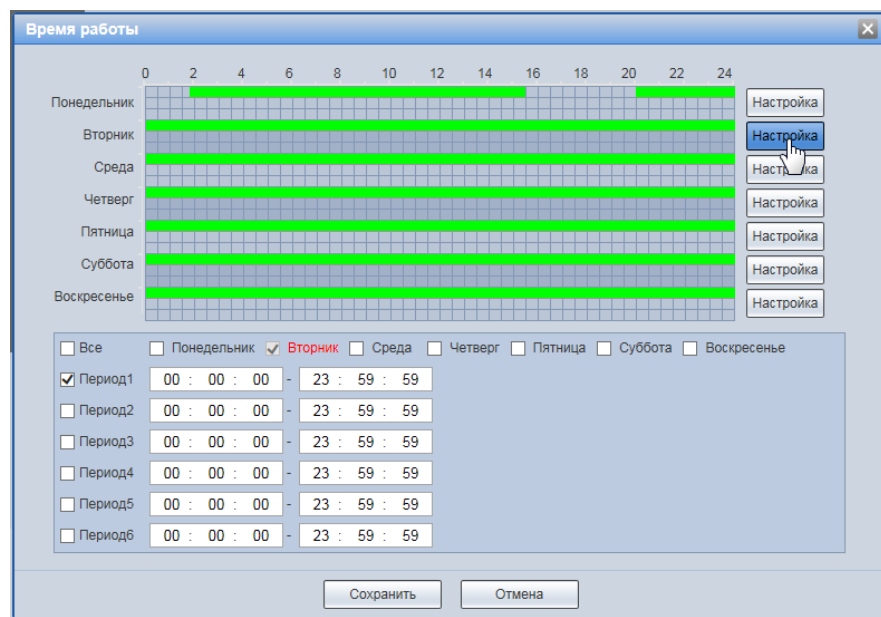 Время работы
0 2 4 6 8 10 12 14 16 18 20 22 24
Понедельник Настройка
Вторник Настройка
Среда Настройка
Четверг Настройка
Пятница Настройка
Суббота Настройка
Воскресенье Настройка
Все Понедельник Вторник Среда Четверг Пятница Суббота Воскресенье
Период1 00 : 00 : 00 - 23 : 59 : 59
Период2 00 : 00 : 00 - 23 : 59 : 59
Период3 00 : 00 : 00 - 23 : 59 : 59
Период4 00 : 00 : 00 - 23 : 59 : 59
Период5 00 : 00 : 00 - 23 : 59 : 59
Период6 00 : 00 : 00 - 23 : 59 : 59
Сохранить Отмена